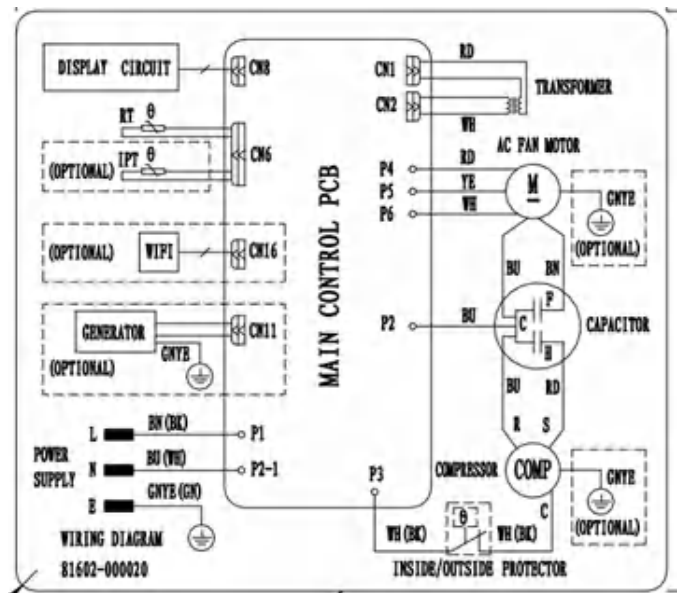 DISPLAY CIRCUIT
CN8
RT θ
CN6
(OPTIONAL)
IPT θ
(OPTIONAL)
WIFI
CN16
GENERATOR
CN11
GNYE
(OPTIONAL)
POWER
SUPPLY
L
BN(BK)
P1
N
BU(WH)
P2-1
E
GNYE(GN)
WIRING DIAGRAM
81602-000020
MAIN CONTROL PCB
CN1
RD
TRANSFORMER
CN2
WH
AC FAN MOTOR
P4
RD
P5
YE
P6
WH
M
GNYE
(OPTIONAL)
BU
BN
P2
BU
F
C
H
CAPACITOR
BU
RD
R
S
COMPRESSOR
COMP
C
GNYE
(OPTIONAL)
P3
θ
WH(BK)
WH(BK)
INSIDE/OUTSIDE PROTECTOR